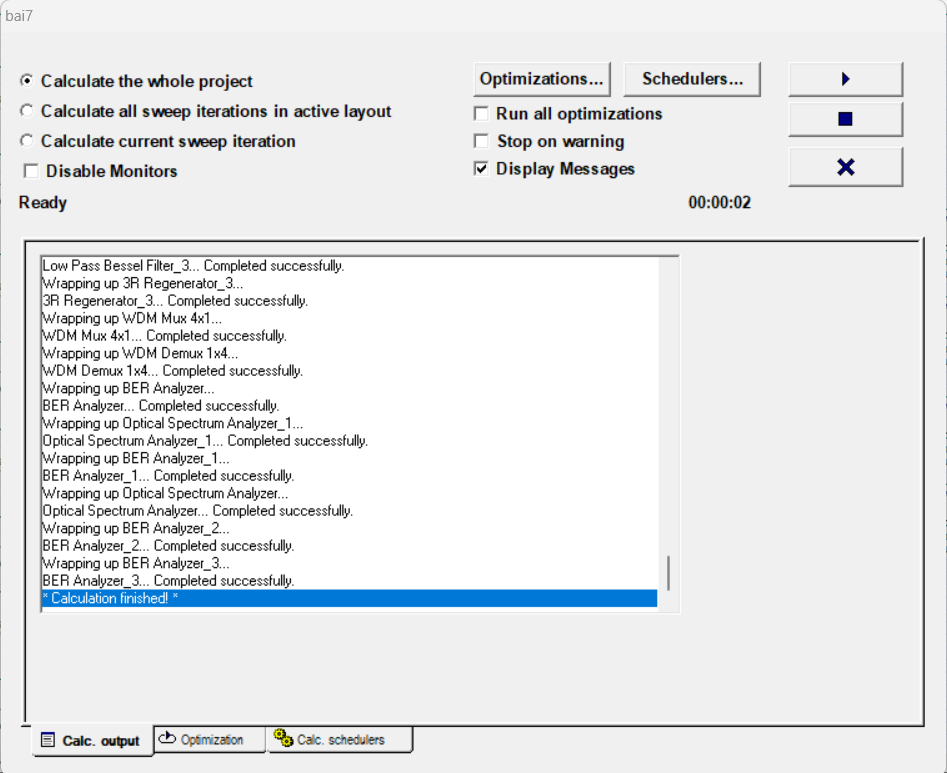 bai7
Calculate the whole project
Calculate all sweep iterations in active layout
Calculate current sweep iteration
Disable Monitors
Optimizations...
Schedulers...
Run all optimizations
Stop on warning
Display Messages
Ready
00:00:02
Low Pass Bessel Filter_3... Completed successfully.
Wrapping up 3R Regenerator_3...
3R Regenerator_3... Completed successfully.
Wrapping up WDM Mux 4x1...
WDM Mux 4x1... Completed successfully.
Wrapping up WDM Demux 1x4...
WDM Demux 1x4... Completed successfully.
Wrapping up BER Analyzer...
BER Analyzer... Completed successfully.
Wrapping up Optical Spectrum Analyzer_1...
Optical Spectrum Analyzer_1... Completed successfully.
Wrapping up BER Analyzer_1...
BER Analyzer_1... Completed successfully.
Wrapping up Optical Spectrum Analyzer...
Optical Spectrum Analyzer... Completed successfully.
Wrapping up BER Analyzer_2...
BER Analyzer_2... Completed successfully.
Wrapping up BER Analyzer_3...
BER Analyzer_3... Completed successfully.
* Calculation finished! *
Calc. output
Optimization
Calc. schedulers